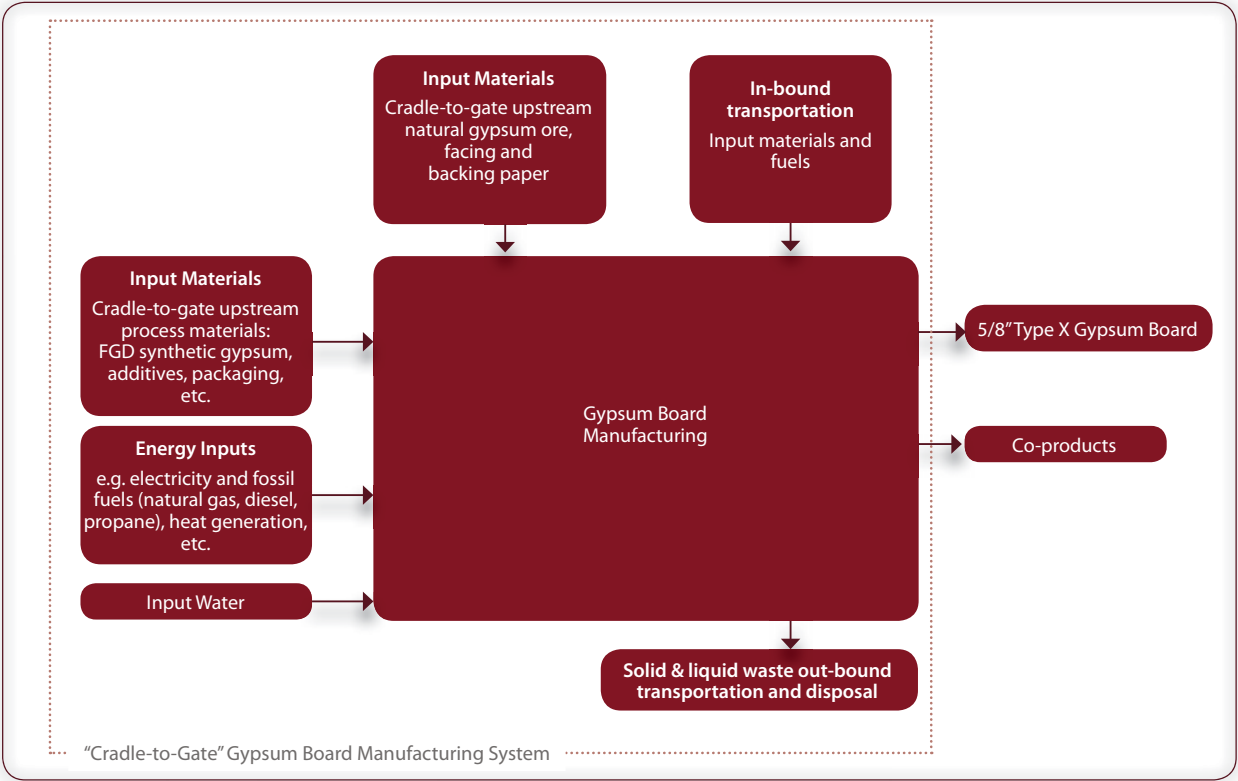 Input Materials
Cradle-to-gate upstream
natural gypsum ore,
facing and
backing paper
In-bound
transportation
Input materials and
fuels
Input Materials
Cradle-to-gate upstream
process materials:
FGD synthetic gypsum,
additives, packaging,
etc.
Energy Inputs
e.g. electricity and fossil
fuels (natural gas, diesel,
propane), heat generation,
etc.
Input Water
Gypsum Board
Manufacturing
5/8” Type X Gypsum Board
Co-products
Solid & liquid waste out-bound
transportation and disposal
“Cradle-to-Gate” Gypsum Board Manufacturing System